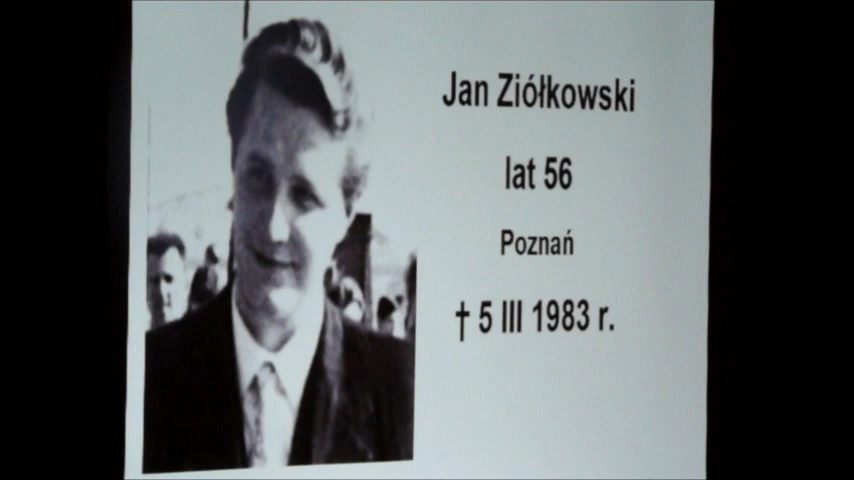 Jan Ziółkowski
lat 56
Poznań
† 5 III 1983 r.